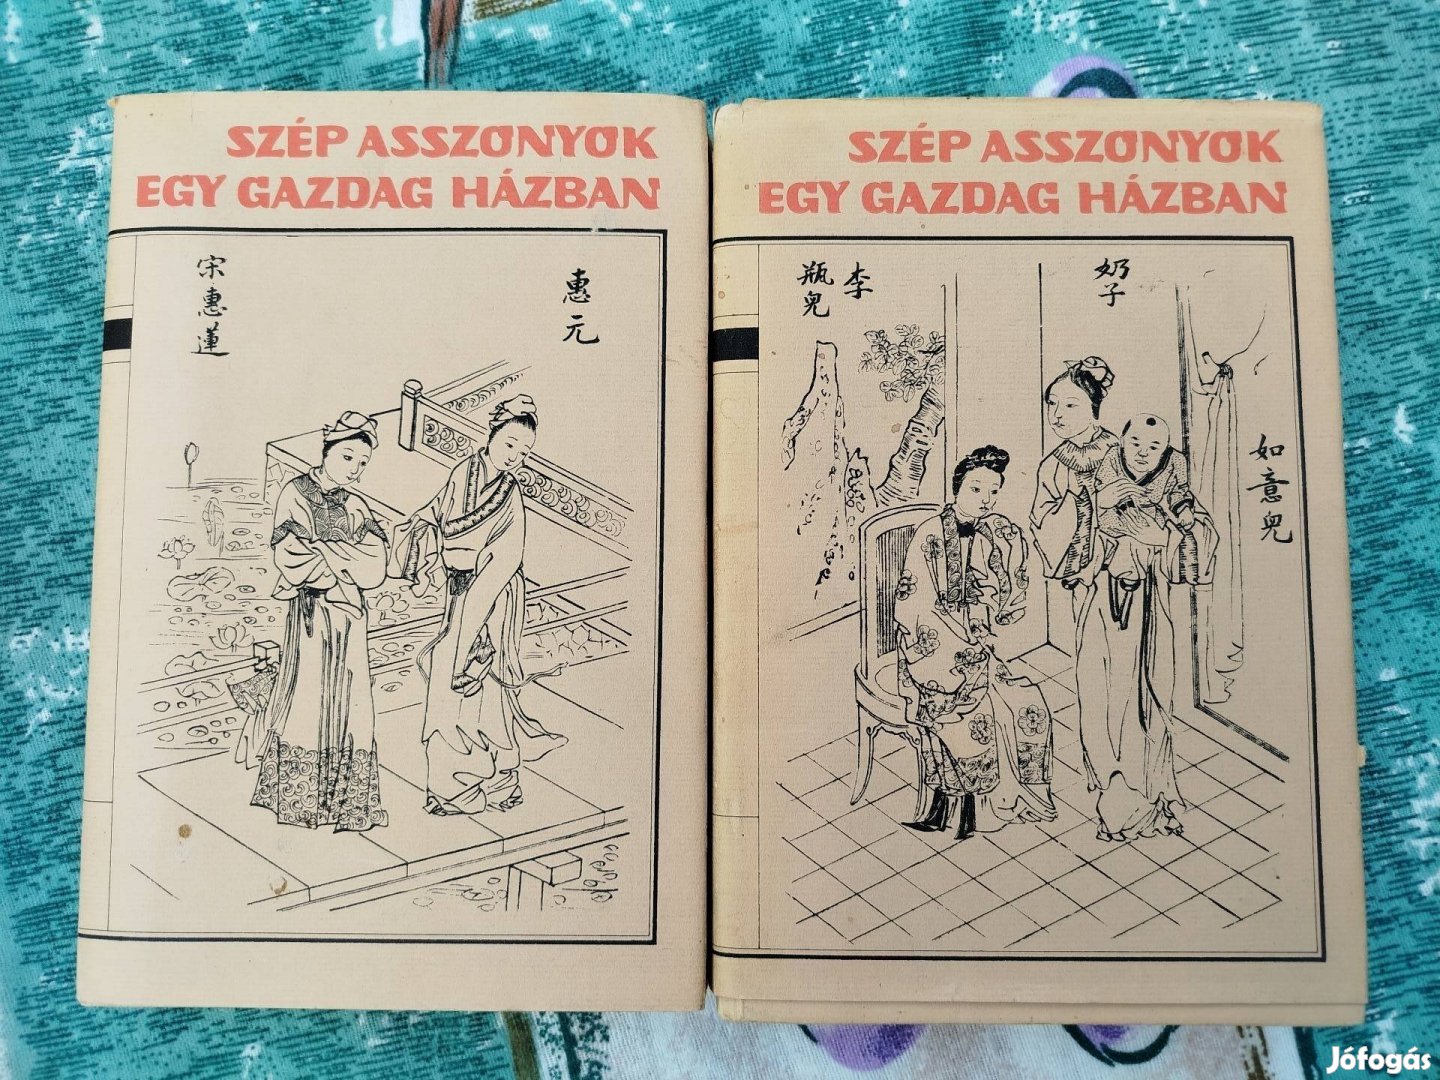 SZÉP ASSZONYOK
EGY GAZDAG HÁZBAN
宋惠蓮
惠元
SZÉP ASSZONYOK
EGY GAZDAG HÁZBAN
李
瓶兒
奶子
如意兒
Jófogás